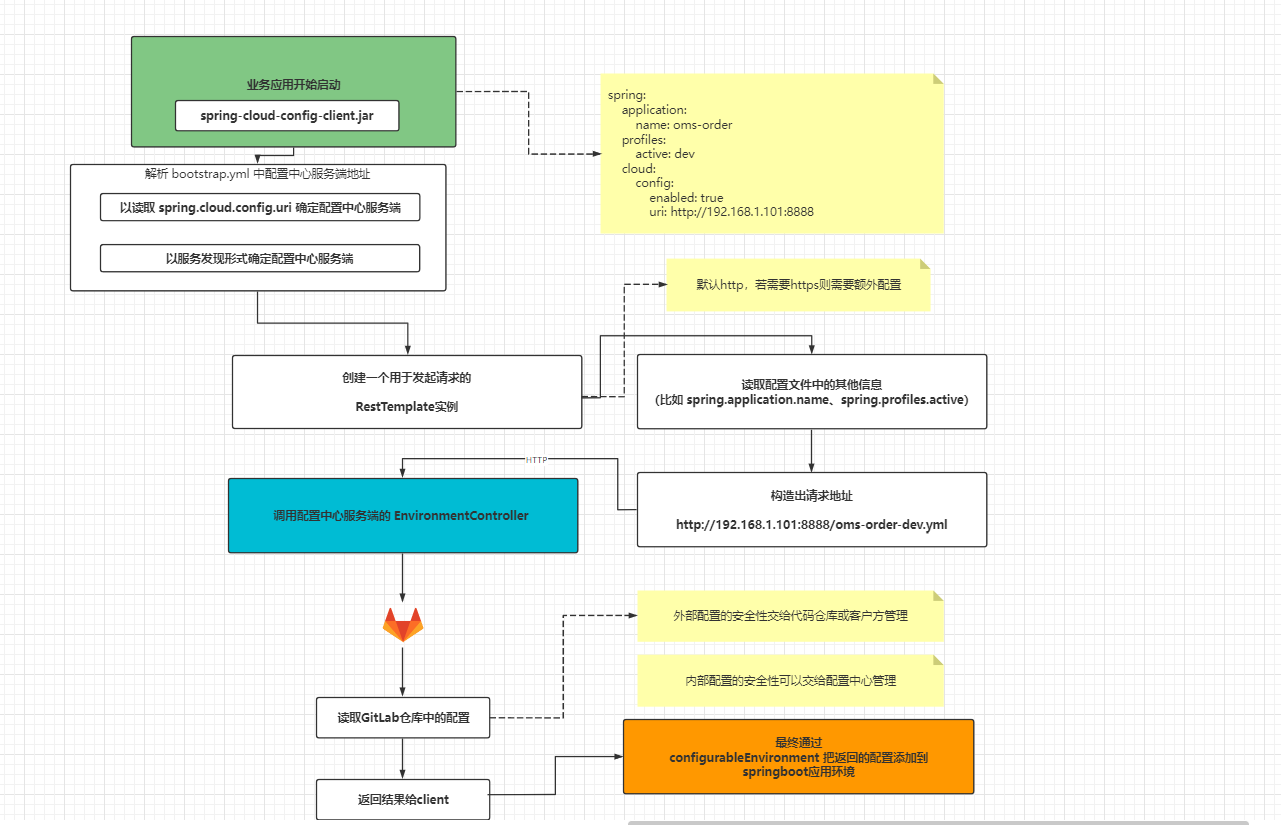 业务应用开始启动
spring-cloud-config-client.jar
spring:
application:
name: oms-order
profiles:
active: dev
cloud:
config:
enabled: true
uri: http://192.168.1.101:8888
解析 bootstrap.yml 中配置中心服务端地址
以读取 spring.cloud.config.uri 确定配置中心服务端
以服务发现形式确定配置中心服务端
默认http，若需要https则需要额外配置
创建一个用于发起请求的
RestTemplate实例
读取配置文件中的其他信息
（比如 spring.application.name、spring.profiles.active）
HTTP
构造出请求地址
http://192.168.1.101:8888/oms-order-dev.yml
调用配置中心服务端的 EnvironmentController
外部配置的安全性交给代码仓库或客户方管理
内部配置的安全性可以交给配置中心管理
读取GitLab仓库中的配置
最终通过
configurableEnvironment 把返回的配置添加到
springboot应用环境
返回结果给client